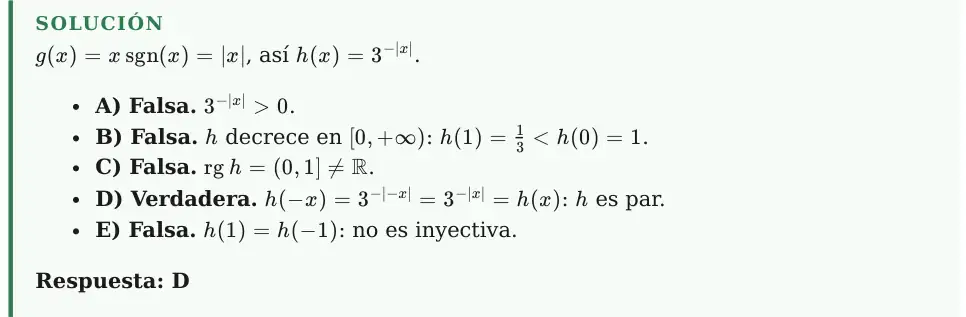 SOLUCIÓN
g(x) = x sgn(x) = |x|, así h(x) = 3^{-|x|}.
• A) Falsa. 3^{-|x|} > 0.
• B) Falsa. h decrece en [0, +∞): h(1) = 1/3 < h(0) = 1.
• C) Falsa. rg h = (0, 1] ≠ ℝ.
• D) Verdadera. h(−x) = 3^{-|-x|} = 3^{-|x|} = h(x): h es par.
• E) Falsa. h(1) = h(−1): no es inyectiva.
Respuesta: D